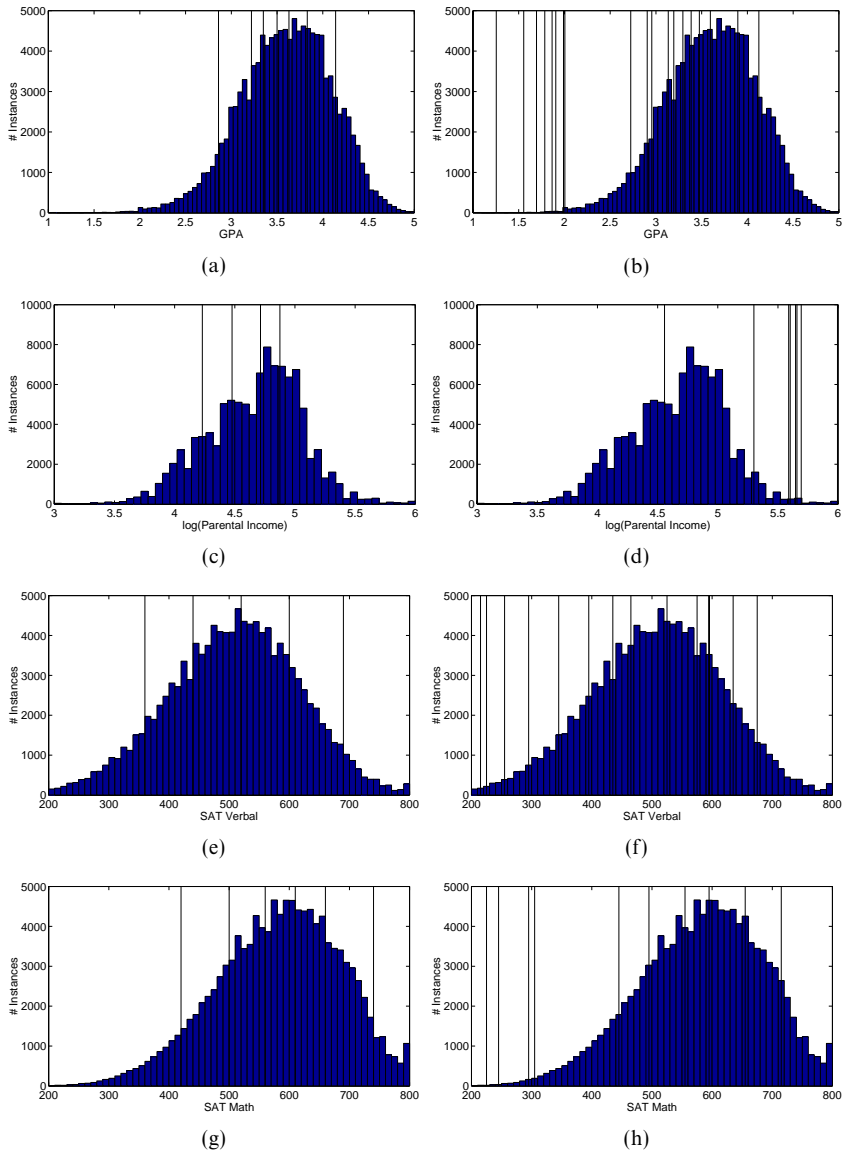 5000
4000
3000
2000
1000
0
# Instances
1 1.5 2 2.5 3 3.5 4 4.5 5
GPA
(a)
5000
4000
3000
2000
1000
0
# Instances
1 1.5 2 2.5 3 3.5 4 4.5 5
GPA
(b)
10000
8000
6000
4000
2000
0
# Instances
3 3.5 4 4.5 5 5.5 6
log(Parental Income)
(c)
10000
8000
6000
4000
2000
0
# Instances
3 3.5 4 4.5 5 5.5 6
log(Parental Income)
(d)
5000
4000
3000
2000
1000
0
# Instances
200 300 400 500 600 700 800
SAT Verbal
(e)
5000
4000
3000
2000
1000
0
# Instances
200 300 400 500 600 700 800
SAT Verbal
(f)
5000
4000
3000
2000
1000
0
# Instances
200 300 400 500 600 700 800
SAT Math
(g)
5000
4000
3000
2000
1000
0
# Instances
200 300 400 500 600 700 800
SAT Math
(h)